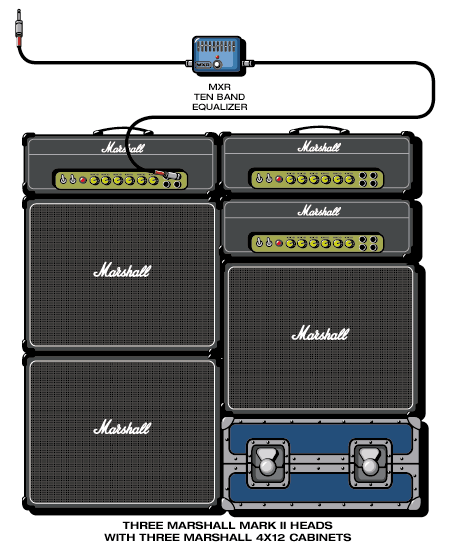 MXR
MXR
TEN BAND
EQUALIZER
Marshall
Marshall
Marshall
Marshall
Marshall
Marshall
THREE MARSHALL MARK II HEADS
WITH THREE MARSHALL 4X12 CABINETS